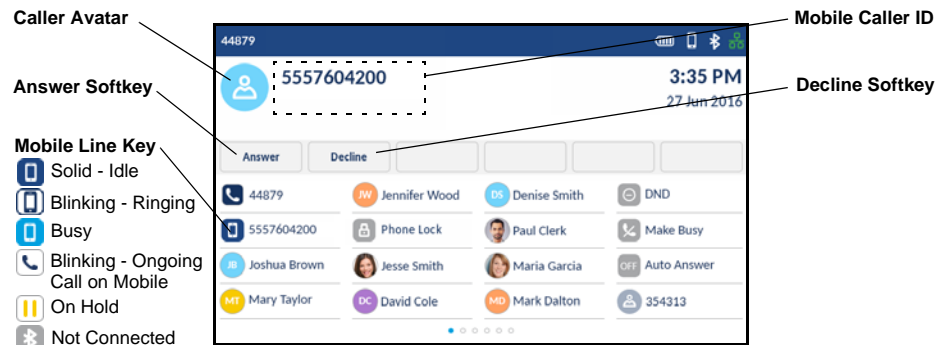 Caller Avatar
Mobile Caller ID
44879
5557604200
3:35 PM
27 Jun 2016
Answer Softkey
Decline Softkey
Answer Decline
Mobile Line Key
Solid - Idle
Blinking - Ringing
Busy
Blinking - Ongoing
Call on Mobile
On Hold
Not Connected
44879
JW Jennifer Wood
DS Denise Smith
DND
5557604200
Phone Lock
Paul Clerk
Make Busy
JB Joshua Brown
Jesse Smith
Maria Garcia
OFF Auto Answer
MT Mary Taylor
DC David Cole
MD Mark Dalton
354313